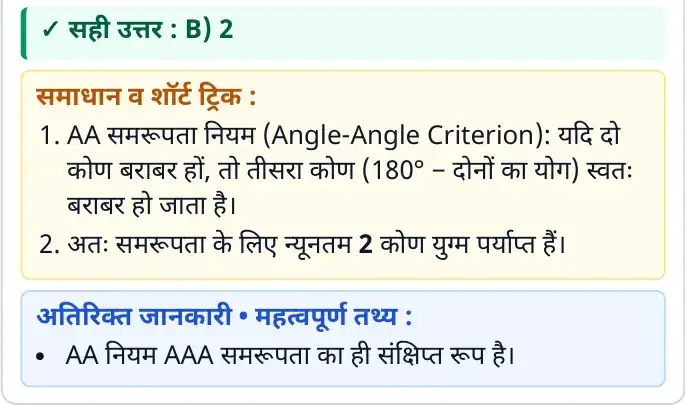 ✓ सही उत्तर : B) 2
समाधान व शॉर्ट ट्रिक :
1. AA समरूपता नियम (Angle-Angle Criterion): यदि दो
कोण बराबर हों, तो तीसरा कोण (180° − दोनों का योग) स्वतः
बराबर हो जाता है।
2. अतः समरूपता के लिए न्यूनतम 2 कोण युग्म पर्याप्त हैं।
अतिरिक्त जानकारी • महत्वपूर्ण तथ्य :
• AA नियम AAA समरूपता का ही संक्षिप्त रूप है।